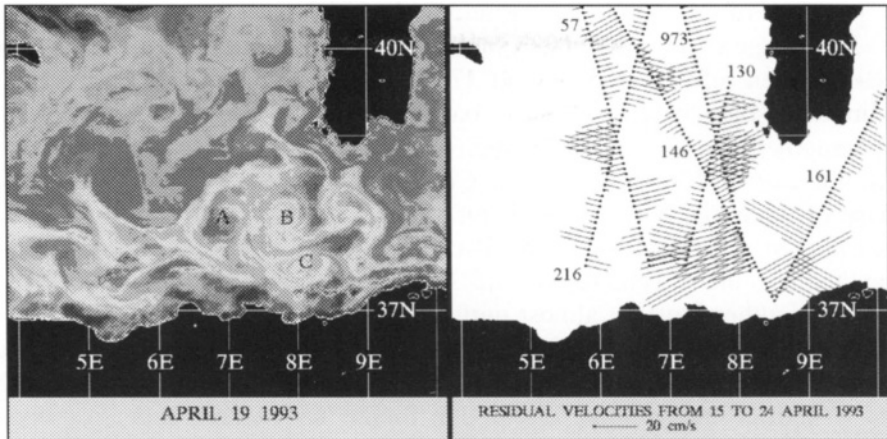 40N
A
B
C
37N
5E 6E 7E 8E 9E
APRIL 19 1993
57
973
40N
130
146
161
216
37N
5E 6E 7E 8E 9E
RESIDUAL VELOCITIES FROM 15 TO 24 APRIL 1993
20 cm/s